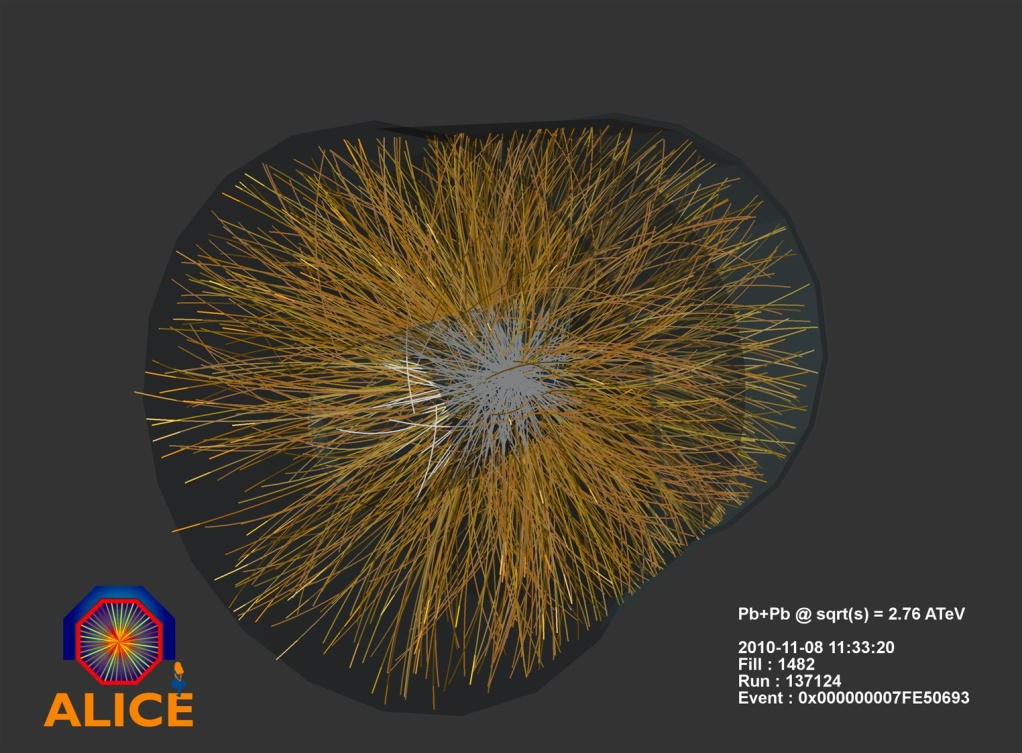 ALICE
Pb+Pb @ sqrt(s) = 2.76 ATeV
2010-11-08 11:33:20
Fill : 1482
Run : 137124
Event : 0x000000007FE50693